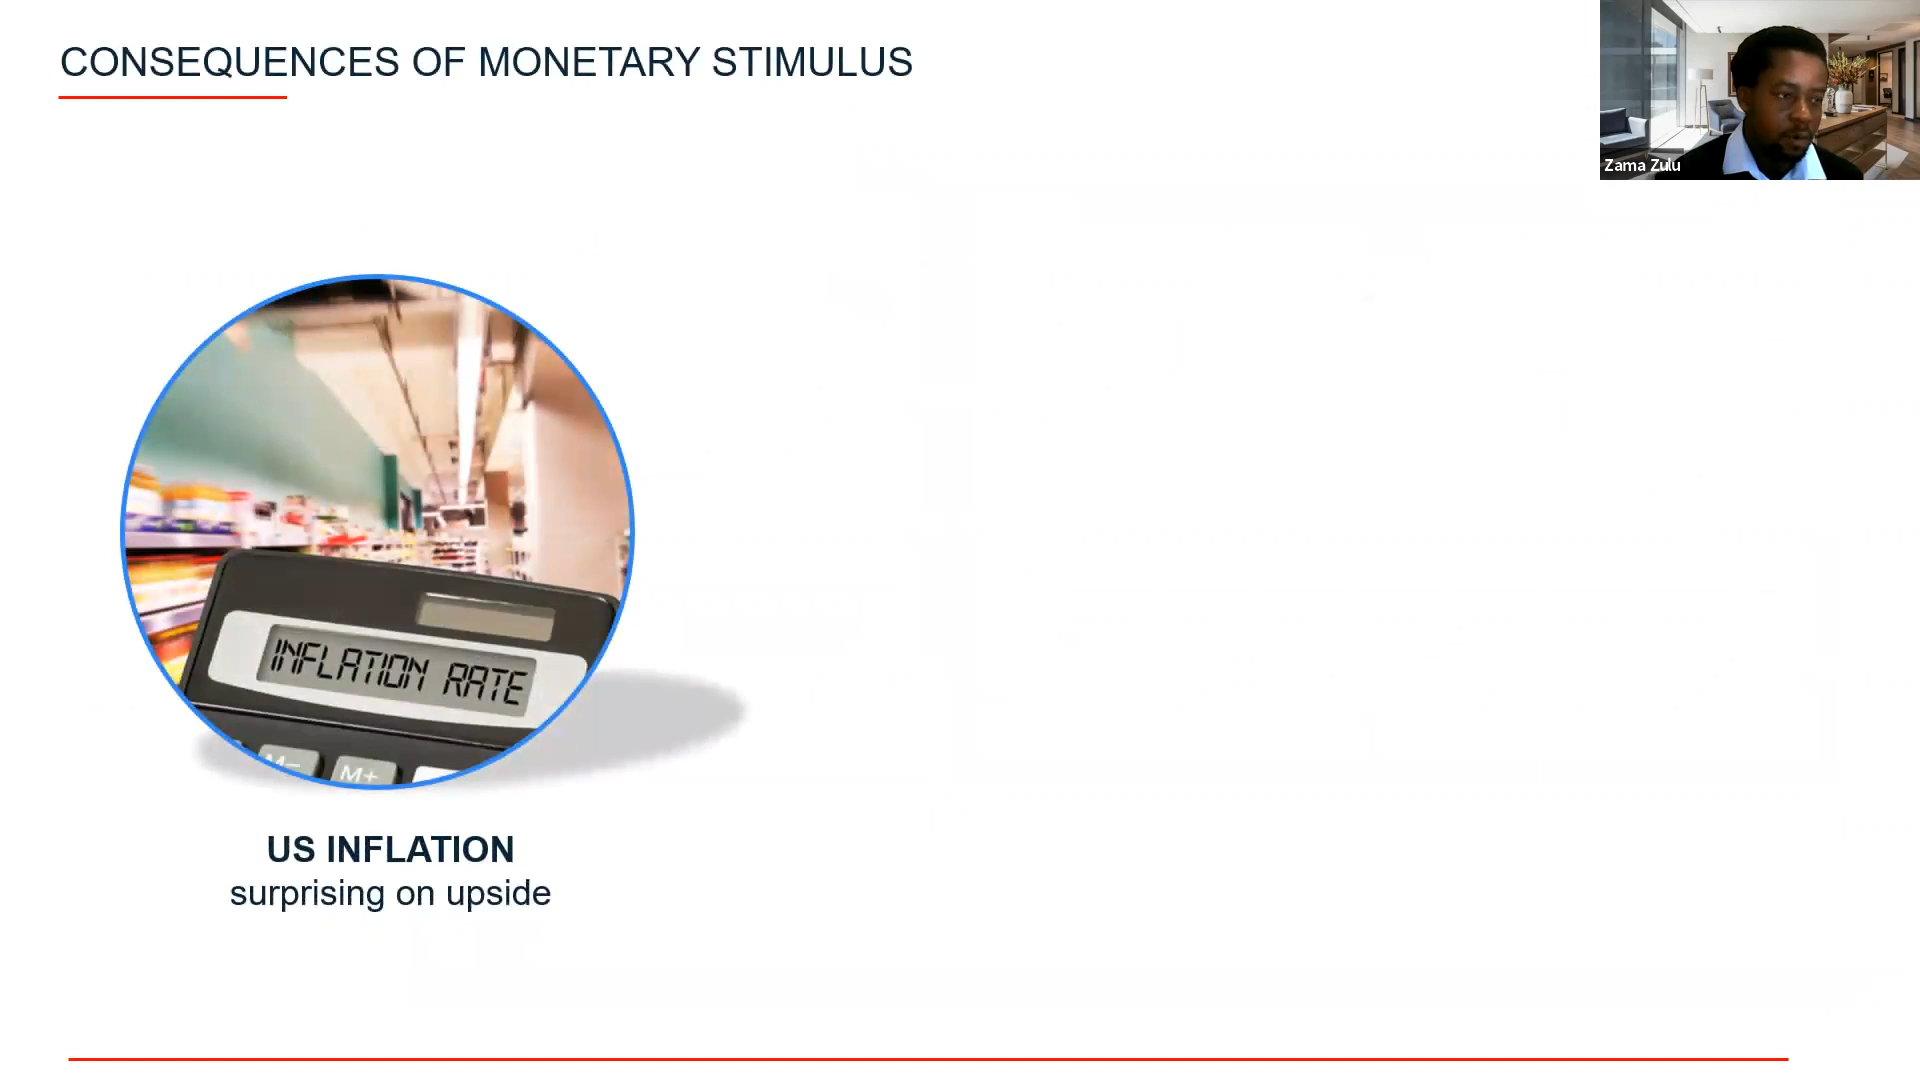 CONSEQUENCES OF MONETARY STIMULUS
Zama Zulu
INFLATION RATE
M-
M+
US INFLATION
surprising on upside